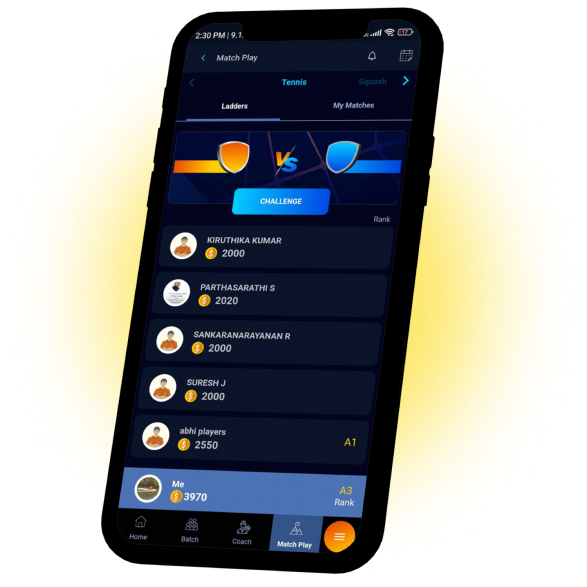 2:30 PM | 9.1
17
Match Play
Tennis
Squash
Ladders
My Matches
VS
CHALLENGE
Rank
KIRUTHIKA KUMAR
$ 2000
PARTHASARATHI S
$ 2020
SANKARANARAYANAN R
$ 2000
SURESH J
$ 2000
abhi players
$ 2550
A1
Me
$ 3970
A3
Rank
Home
Batch
Coach
Match Play